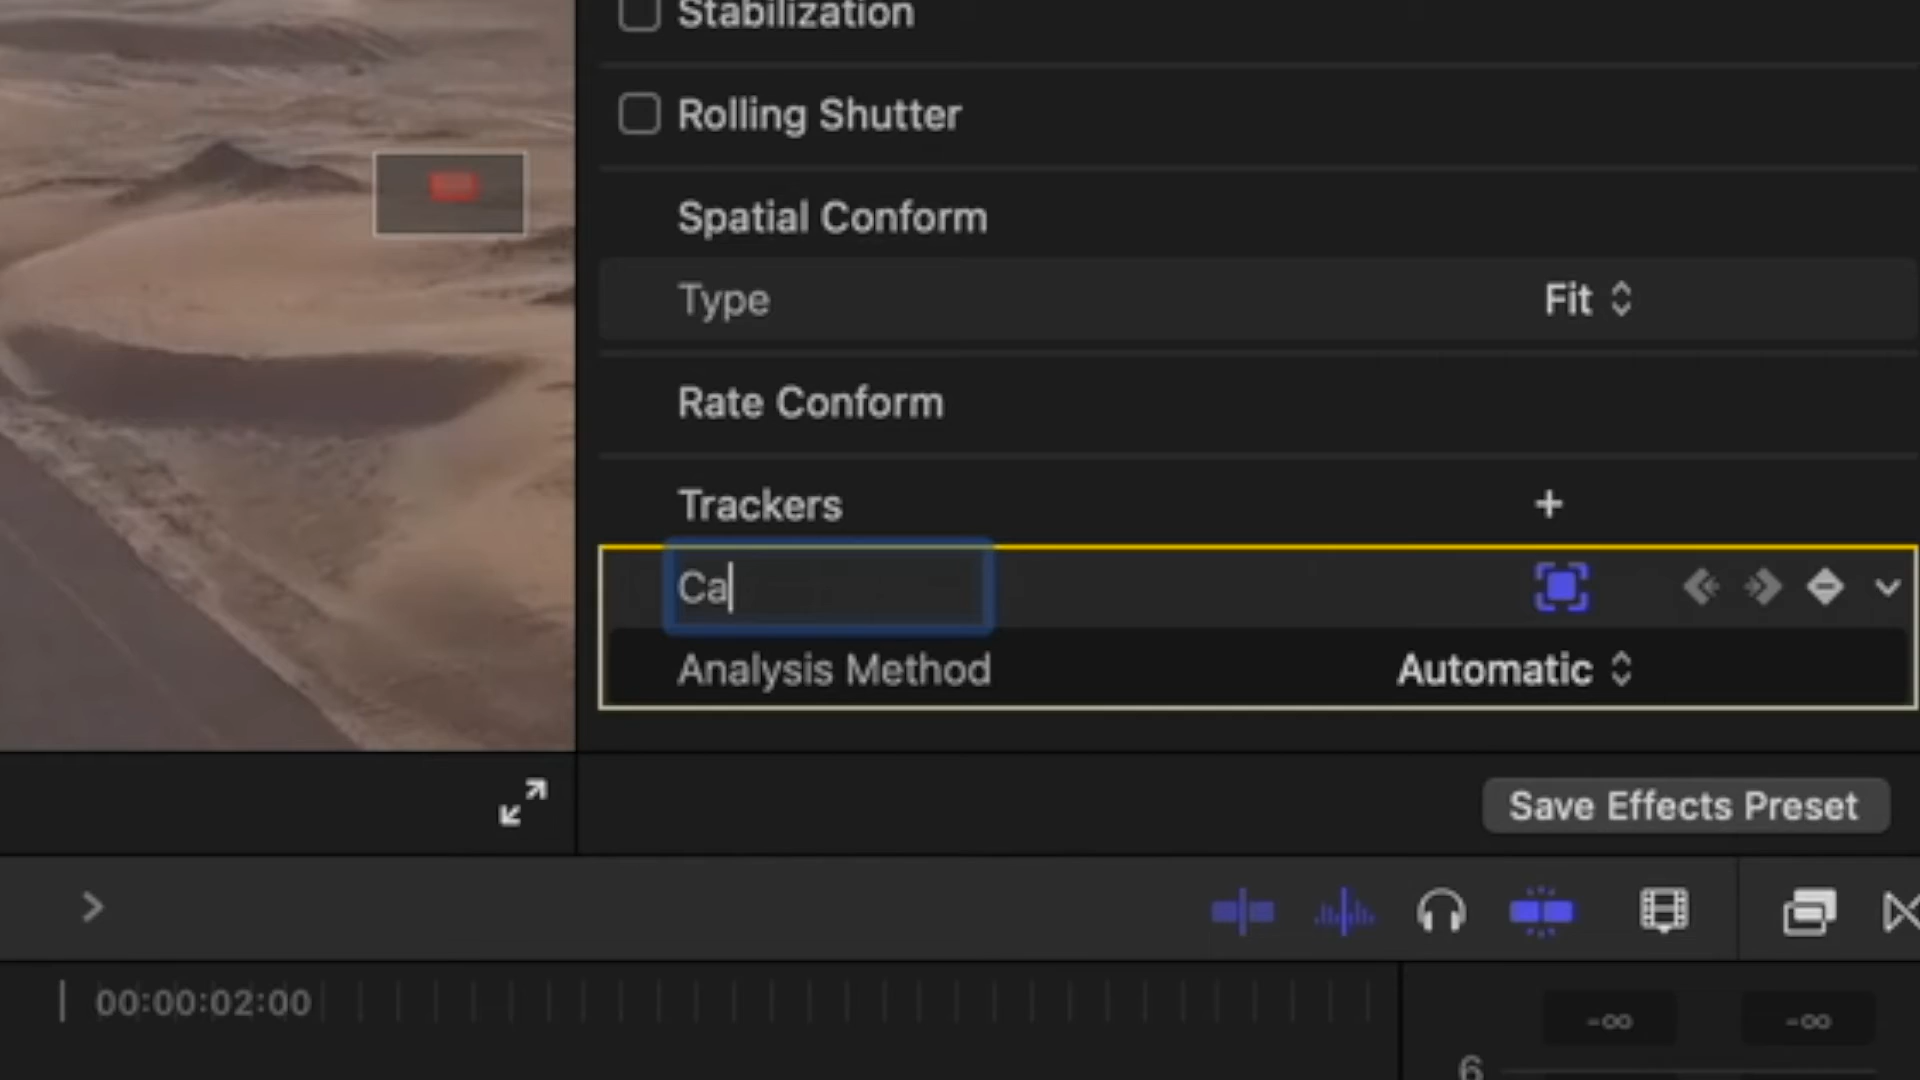 Stabilization
Rolling Shutter
Spatial Conform
Type Fit
Rate Conform
Trackers +
Ca
Analysis Method Automatic
Save Effects Preset
00:00:02:00
-∞ -∞
6